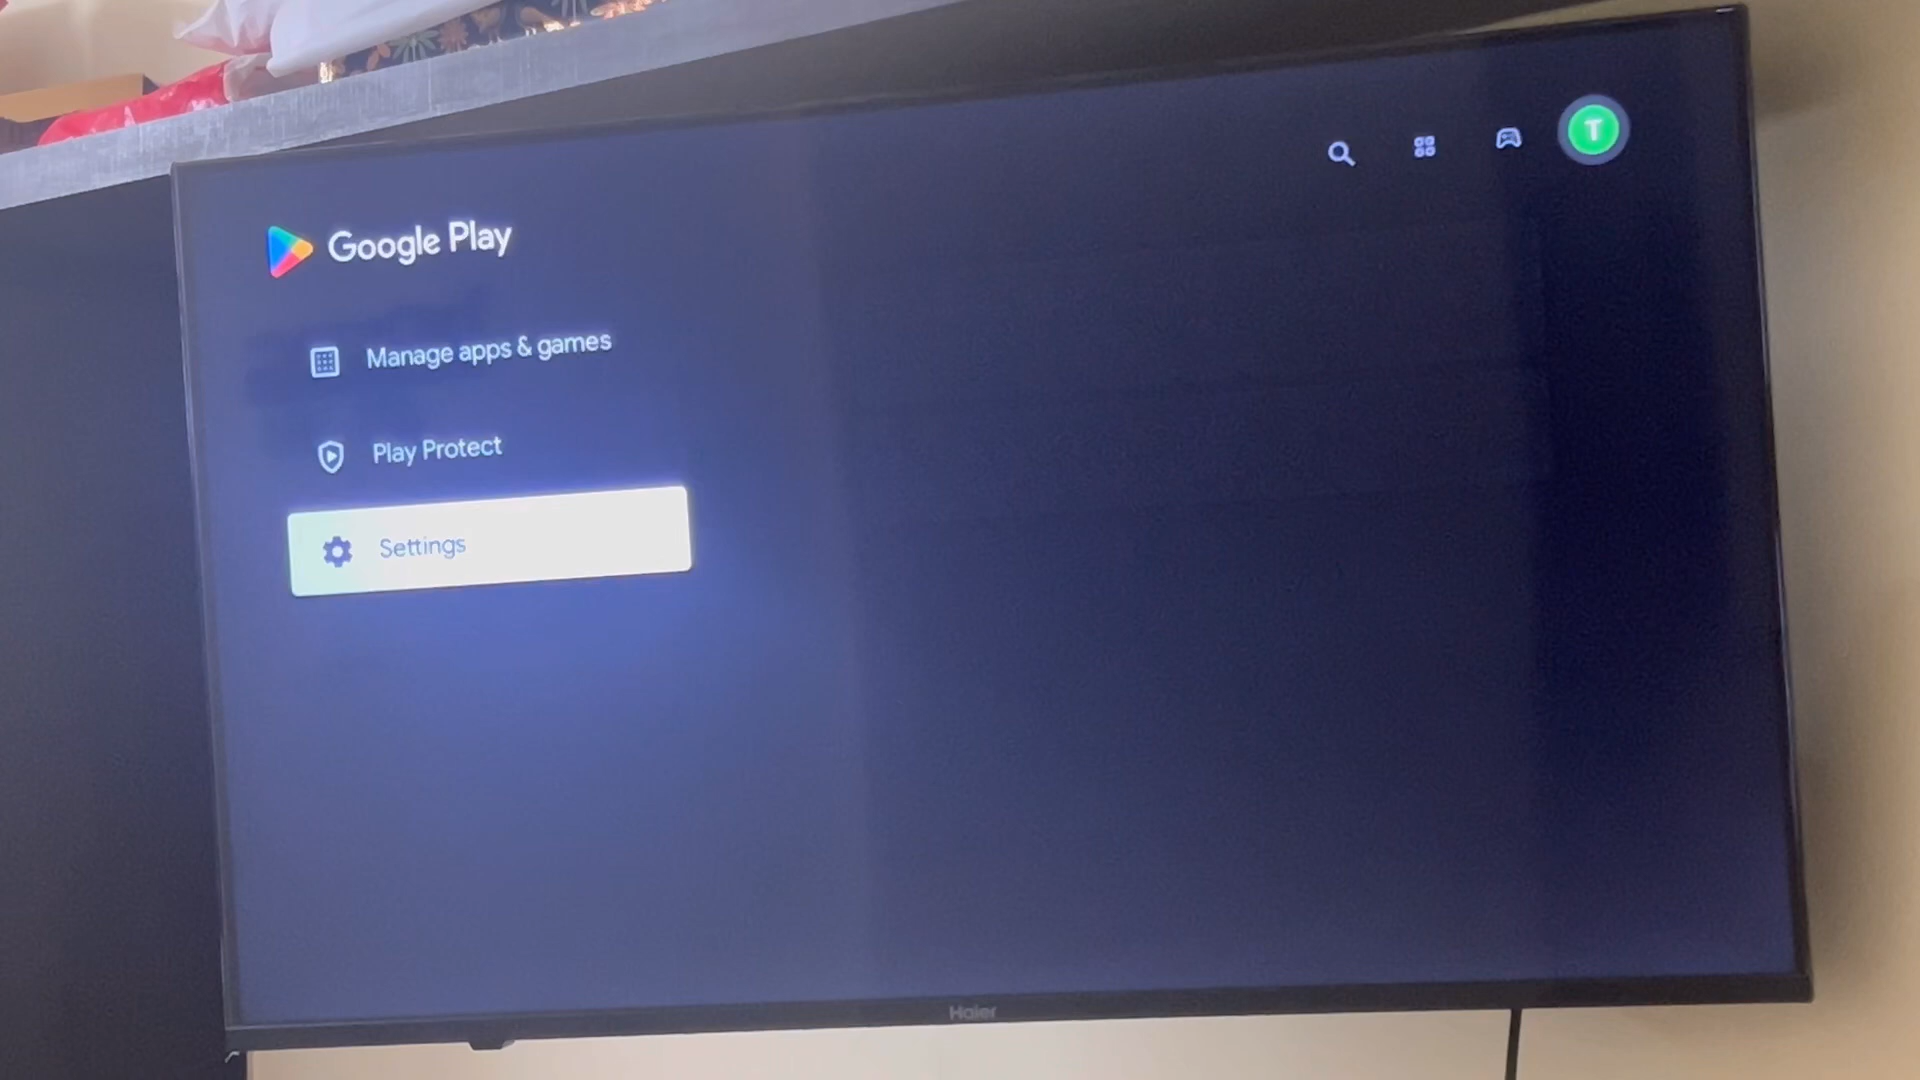 T
Google Play
Manage apps & games
Play Protect
Settings
Haier